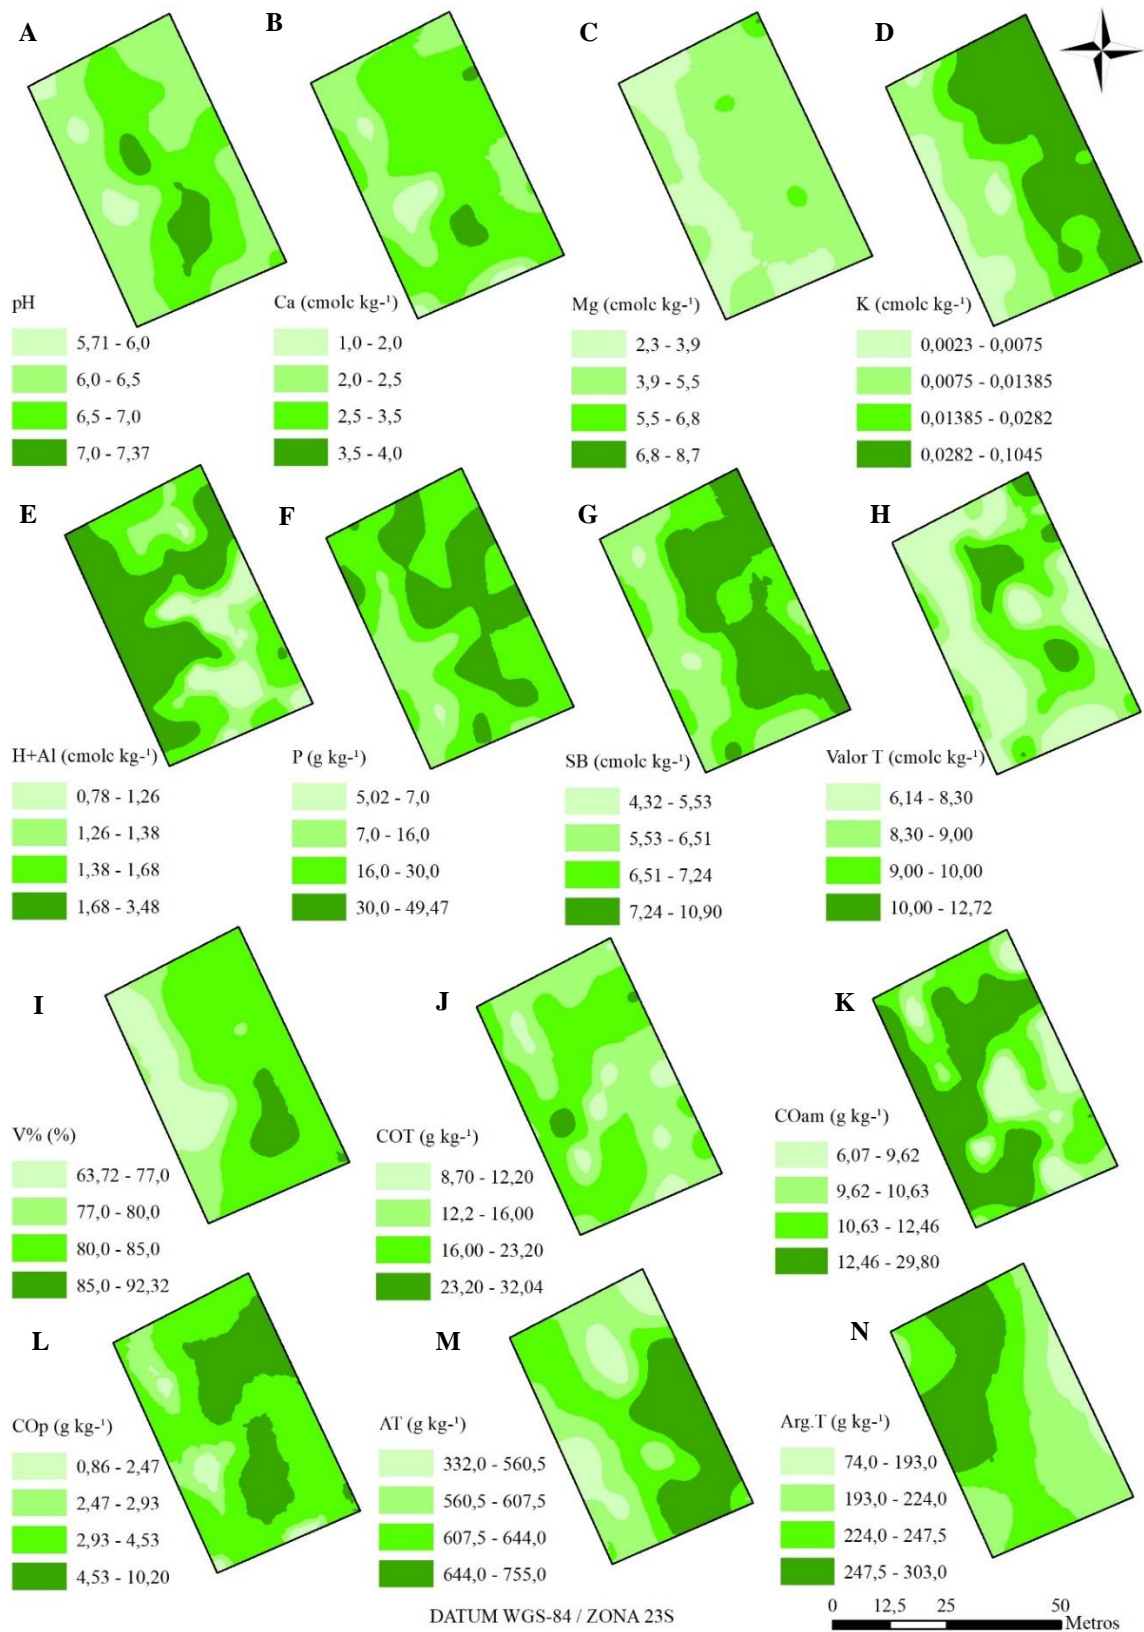 A
B
C
D
pH
5,71 - 6,0
6,0 - 6,5
6,5 - 7,0
7,0 - 7,37
Ca (cmolc kg-¹)
1,0 - 2,0
2,0 - 2,5
2,5 - 3,5
3,5 - 4,0
Mg (cmolc kg-¹)
2,3 - 3,9
3,9 - 5,5
5,5 - 6,8
6,8 - 8,7
K (cmolc kg-¹)
0,0023 - 0,0075
0,0075 - 0,01385
0,01385 - 0,0282
0,0282 - 0,1045
E
F
G
H
H+Al (cmolc kg-¹)
0,78 - 1,26
1,26 - 1,38
1,38 - 1,68
1,68 - 3,48
P (g kg-¹)
5,02 - 7,0
7,0 - 16,0
16,0 - 30,0
30,0 - 49,47
SB (cmolc kg-¹)
4,32 - 5,53
5,53 - 6,51
6,51 - 7,24
7,24 - 10,90
Valor T (cmolc kg-¹)
6,14 - 8,30
8,30 - 9,00
9,00 - 10,00
10,00 - 12,72
I
J
K
V% (%)
63,72 - 77,0
77,0 - 80,0
80,0 - 85,0
85,0 - 92,32
COT (g kg-¹)
8,70 - 12,20
12,2 - 16,00
16,00 - 23,20
23,20 - 32,04
COam (g kg-¹)
6,07 - 9,62
9,62 - 10,63
10,63 - 12,46
12,46 - 29,80
L
M
N
COp (g kg-¹)
0,86 - 2,47
2,47 - 2,93
2,93 - 4,53
4,53 - 10,20
AT (g kg-¹)
332,0 - 560,5
560,5 - 607,5
607,5 - 644,0
644,0 - 755,0
Arg.T (g kg-¹)
74,0 - 193,0
193,0 - 224,0
224,0 - 247,5
247,5 - 303,0
DATUM WGS-84 / ZONA 23S
0 12,5 25 50
Metros